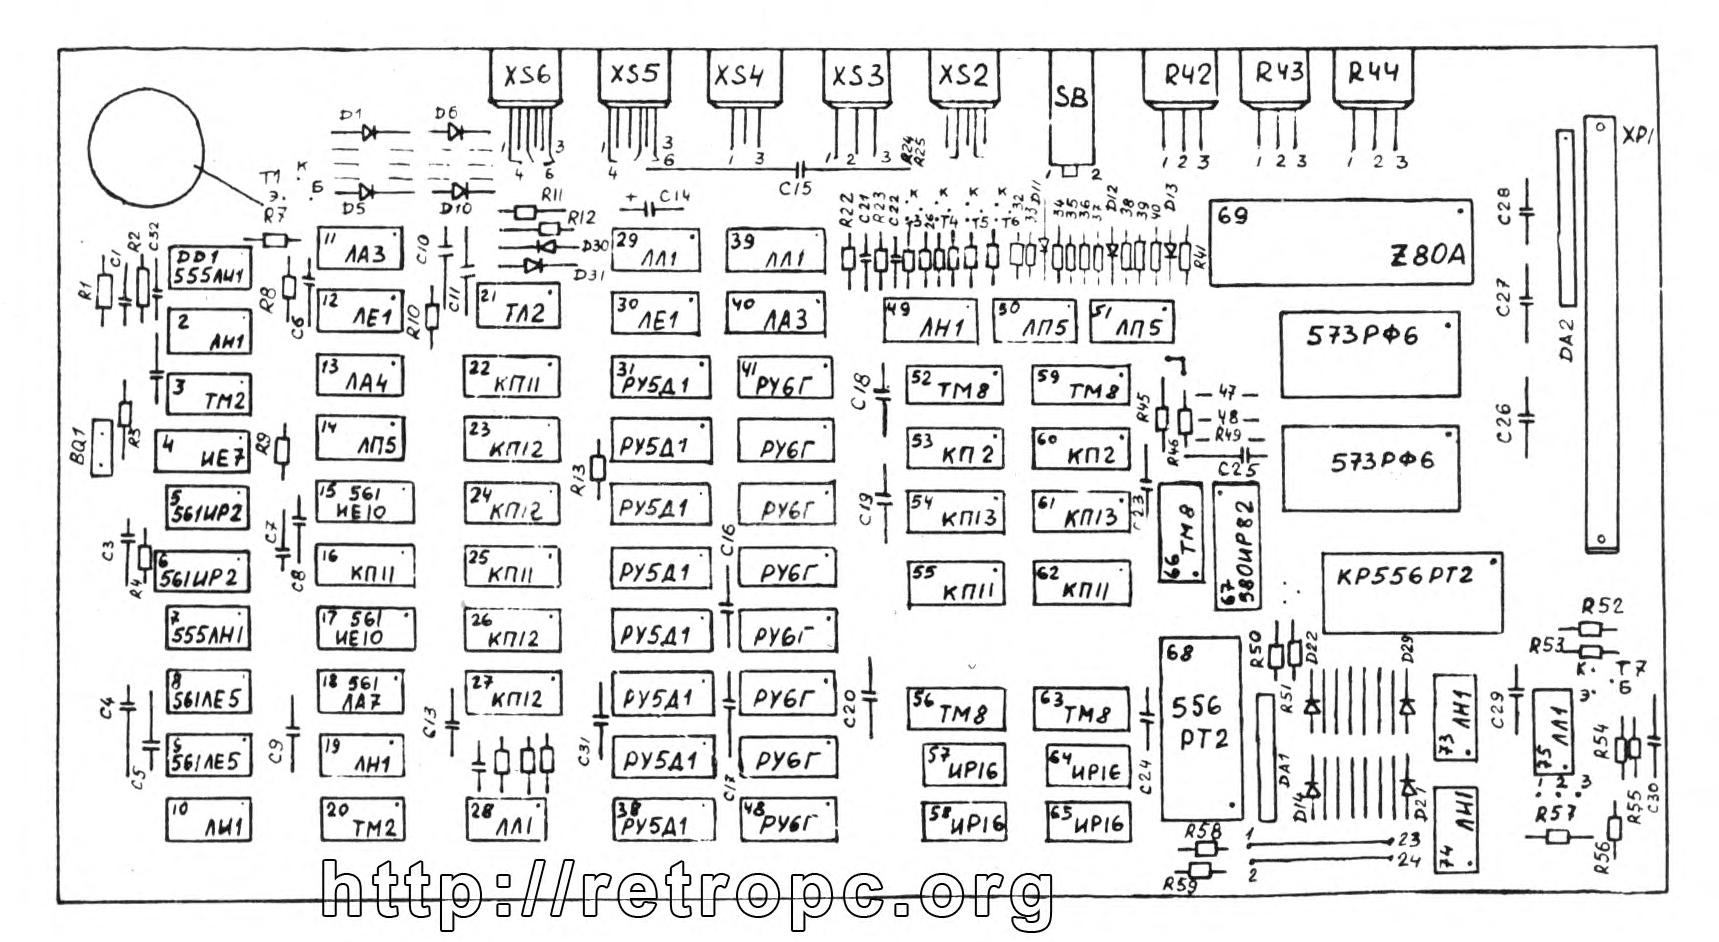 XS6
XS5
XS4
XS3
XS2
SB
R42
R43
R44
XP1
D1
D6
1
3
4
6
1
3
4
6
1
3
1
2
3
R24
R25
1
2
1
2
3
1
2
3
1
2
3
C15
T1
К
Э
Б
R7
D5
D10
R11
R12
D30
D31
+
C14
R22
C21
R23
C22
К
К
К
К
T3
26
T4
T5
T6
32
33
D11
34
35
36
37
D12
38
39
40
D13
R41
69
Z80A
C28
C27
C26
DA2
R1
C1
R2
C32
DD1
555ЛН1
R8
C6
11
ЛА3
C10
C11
R10
29
ЛЛ1
39
ЛЛ1
2
ЛН1
12
ЛЕ1
21
ТЛ2
30
ЛЕ1
40
ЛА3
49
ЛН1
50
ЛП5
51
ЛП5
573РФ6
3
ТМ2
13
ЛА4
22
КП11
31
РУ5Д1
41
РУ6Г
C18
52
ТМ8
59
ТМ8
R45
R46
47
48
R49
C25
BQ1
R3
4
ИЕ7
R9
14
ЛП5
23
КП12
R13
РУ5Д1
РУ6Г
53
КП2
60
КП2
573РФ6
5
561ИР2
15 561
ИЕ10
24
КП12
РУ5Д1
РУ6Г
C19
54
КП13
61
КП13
C23
66
ТМ8
67
580ИР82
C3
R4
6
561ИР2
C7
C8
16
КП11
25
КП11
РУ5Д1
C16
РУ6Г
55
КП11
62
КП11
КР556РТ2
7
555ЛН1
17 561
ИЕ10
26
КП12
РУ5Д1
РУ6Г
68
556
РТ2
R50
R51
D22
D29
R52
R53
К
Т7
Э
Б
C4
8
561ЛЕ5
C9
18 561
ЛА7
27
КП12
РУ5Д1
РУ6Г
C20
56
ТМ8
63
ТМ8
C24
73
ЛН1
C29
75
ЛЛ1
R54
R55
C30
C5
561ЛЕ5
19
ЛН1
C31
РУ5Д1
C17
РУ6Г
57
ИР16
64
ИР16
DA1
D14
D21
1
2
3
10
ЛИ1
20
ТМ2
28
ЛЛ1
38
РУ5Д1
48
РУ6Г
58
ИР16
65
ИР16
R58
R59
1
2
23
24
74
ЛН1
R57
R56
http://retropc.org